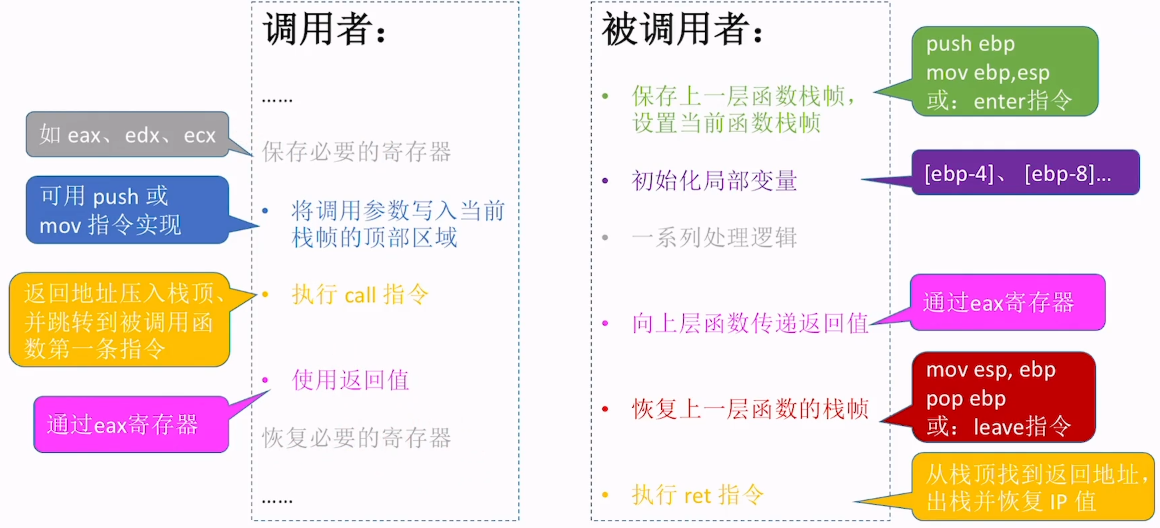 调用者：
……
如 eax、edx、ecx
保存必要的寄存器
可用 push 或
mov 指令实现
• 将调用参数写入当前
栈帧的顶部区域
返回地址压入栈顶、
并跳转到被调用函
数第一条指令
• 执行 call 指令
• 使用返回值
通过eax寄存器
恢复必要的寄存器
……
被调用者：
push ebp
mov ebp,esp
或：enter指令
• 保存上一层函数栈帧，
设置当前函数栈帧
• 初始化局部变量
[ebp-4]、 [ebp-8]...
• 一系列处理逻辑
通过eax寄存器
• 向上层函数传递返回值
mov esp, ebp
pop ebp
或：leave指令
• 恢复上一层函数的栈帧
从栈顶找到返回地址，
出栈并恢复 IP 值
• 执行 ret 指令